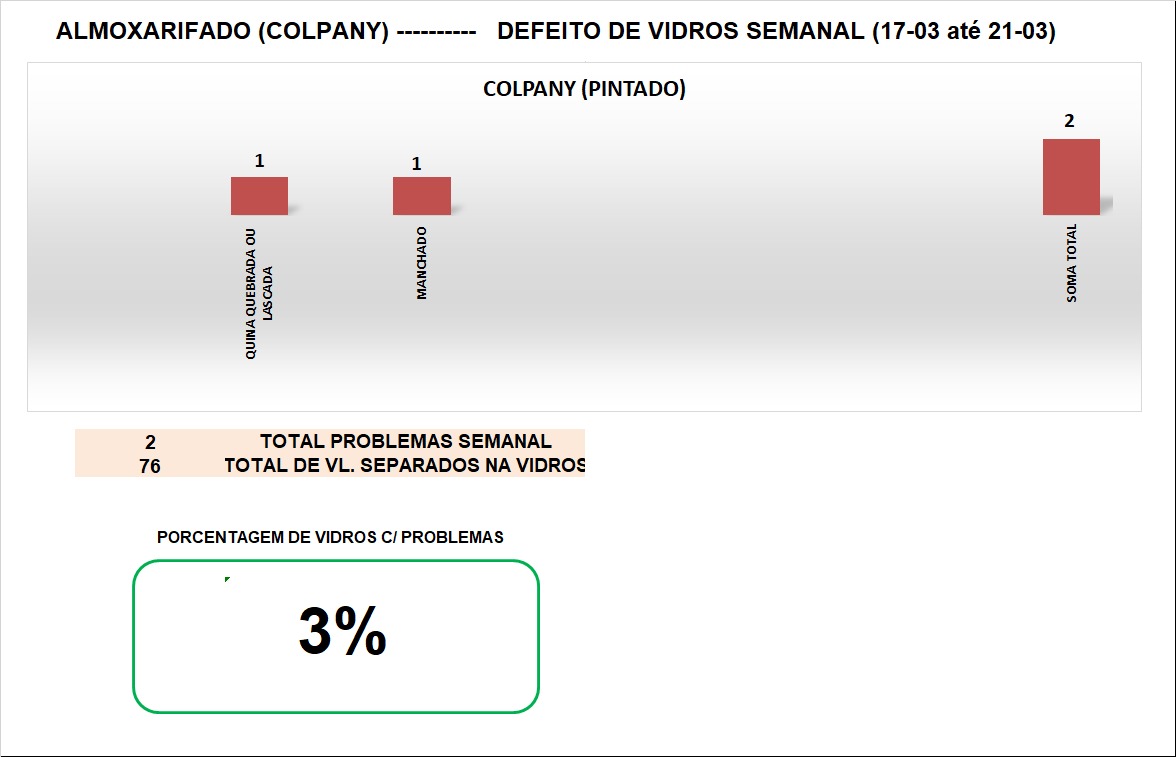 ALMOXARIFADO (COLPANY) ---------- DEFEITO DE VIDROS SEMANAL (17-03 até 21-03)
COLPANY (PINTADO)
1
1
2
QUINA QUEBRADA OU
LASCADA
MANCHADO
SOMA TOTAL
2 TOTAL PROBLEMAS SEMANAL
76 TOTAL DE VL. SEPARADOS NA VIDROS
PORCENTAGEM DE VIDROS C/ PROBLEMAS
3%